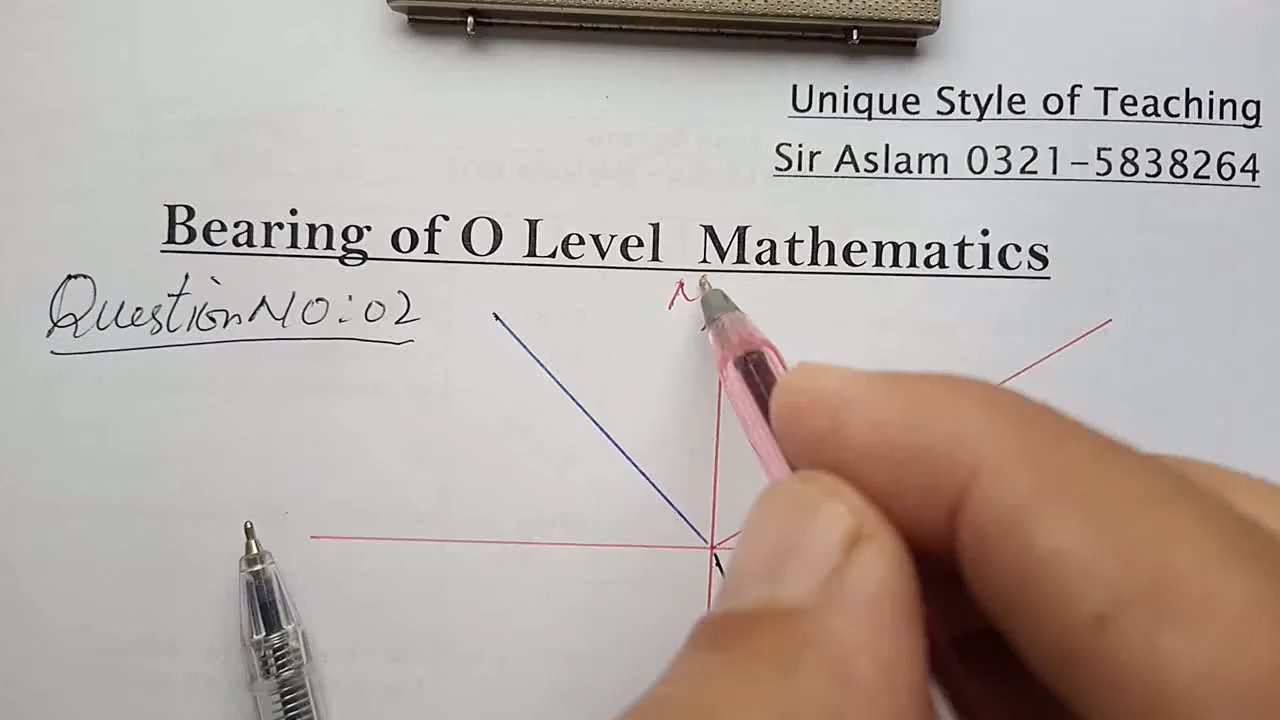 Unique Style of Teaching
Sir Aslam 0321-5838264
Bearing of O Level Mathematics
Question NO:02
N